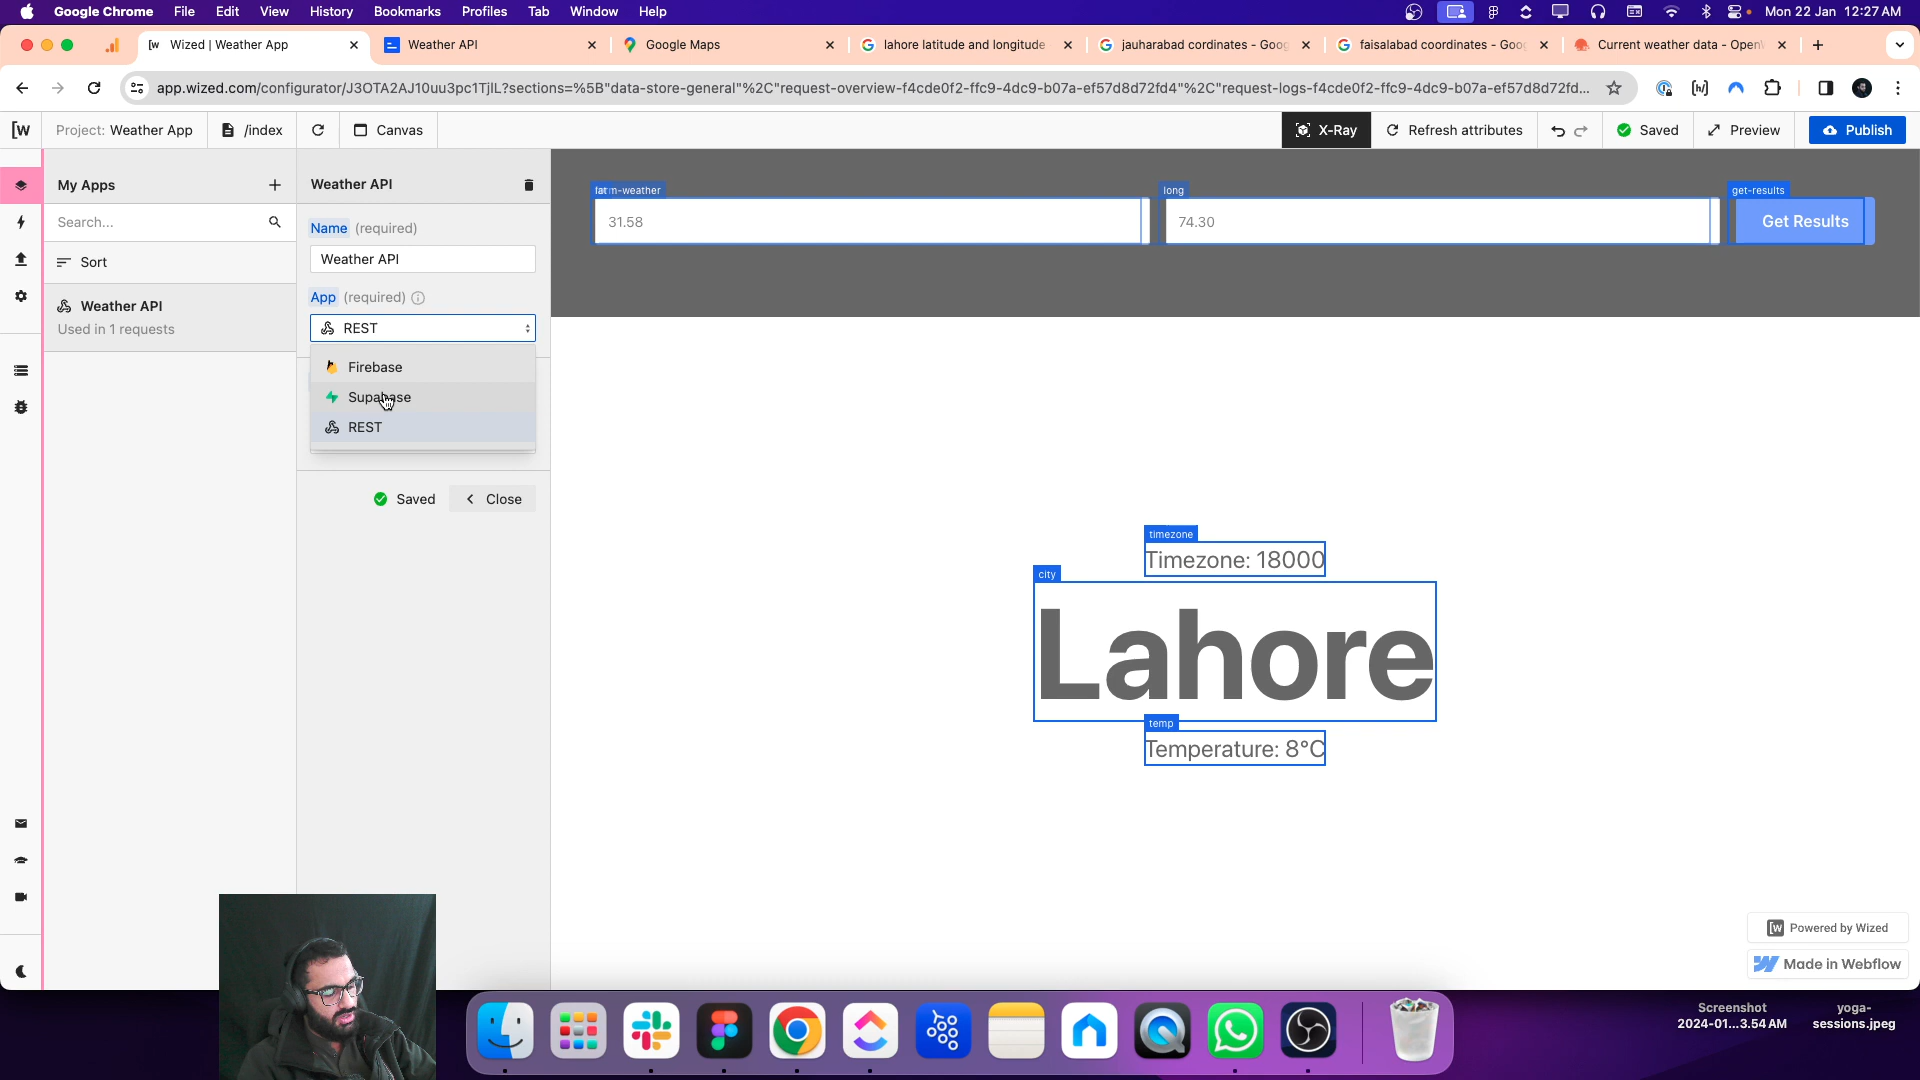 Google Chrome File Edit View History Bookmarks Profiles Tab Window Help Mon 22 Jan 12:27 AM
Wized | Weather App
Weather API
Google Maps
lahore latitude and longitude
jauharabad cordinates - Goog
faisalabad coordinates - Goo
Current weather data - Open
app.wized.com/configurator/J3OTA2AJ10uu3pc1TjlL?sections=%5B"data-store-general"%2C"request-overview-f4cde0f2-ffc9-4dc9-b07a-ef57d8d72fd4"%2C"request-logs-f4cde0f2-ffc9-4dc9-b07a-ef57d8d72fd...
[w Project: Weather App /index Canvas X-Ray Refresh attributes Saved Preview Publish
My Apps
Search...
Sort
Weather API
Used in 1 requests
Weather API
Name (required)
Weather API
App (required)
REST
Firebase
Supabase
REST
Saved Close
long
get-results
31.58
74.30
Get Results
timezone
Timezone: 18000
city
Lahore
temp
Temperature: 8°C
Powered by Wized
Made in Webflow
Screenshot
2024-01...3.54 AM
yoga-
sessions.jpeg